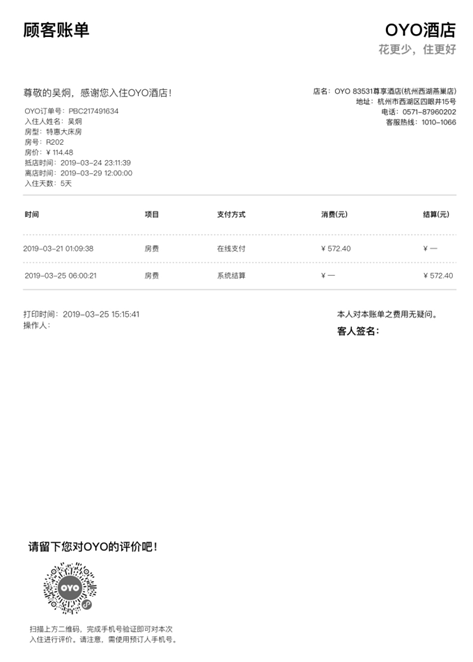 顾客账单
OYO酒店
花更少，住更好
尊敬的吴炯，感谢您入住OYO酒店！
OYO订单号：PBC217491634
入住人姓名：吴炯
房型：特惠大床房
房号：R202
房价：¥ 114.48
抵店时间：2019-03-24 23:11:39
离店时间：2019-03-29 12:00:00
入住天数：5天
店名：OYO 83531尊享酒店(杭州西湖燕巢店)
地址：杭州市西湖区四眼井15号
电话：0571-87960202
客服热线：1010-1066
时间 项目 支付方式 消费(元) 结算(元)
2019-03-21 01:09:38 房费 在线支付 ¥ 572.40 ¥ —
2019-03-25 06:00:21 房费 系统结算 ¥ — ¥ 572.40
打印时间：2019-03-25 15:15:41
操作人：
本人对本账单之费用无疑问。
客人签名：
请留下您对OYO的评价吧！
OYO
扫描上方二维码，完成手机号验证即可对本次
入住进行评价。请注意，需使用预订人手机号。